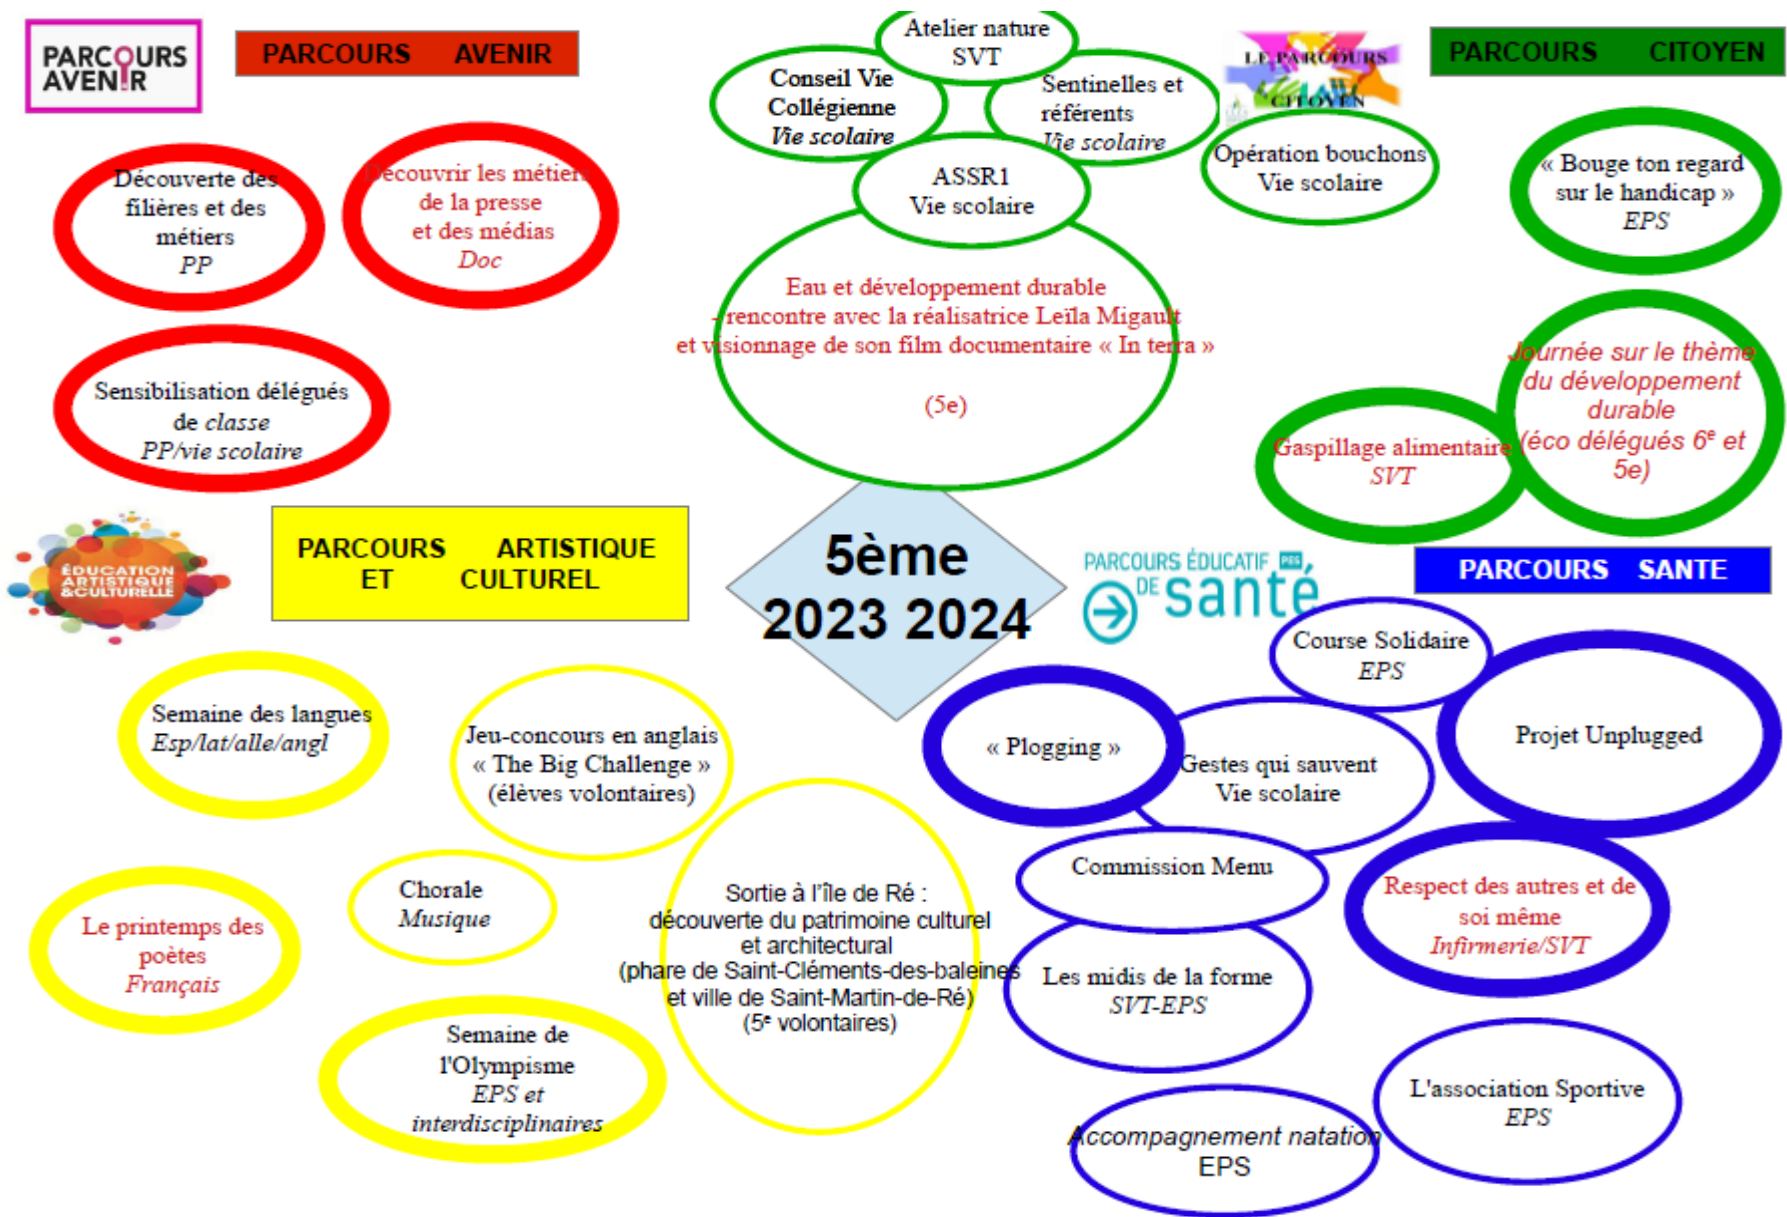 PARCOURS
AVENIR
PARCOURS AVENIR
Découverte des
filières et des
métiers
PP
Découvrir les métiers
de la presse
et des médias
Doc
Sensibilisation délégués
de classe
PP/vie scolaire
Atelier nature
SVT
Conseil Vie
Collégienne
Vie scolaire
Sentinelles et
référents
Vie scolaire
ASSR1
Vie scolaire
Eau et développement durable
- rencontre avec la réalisatrice Leïla Migault
et visionnage de son film documentaire « In terra »
(5e)
LE PARCOURS
CITOYEN
PARCOURS CITOYEN
Opération bouchons
Vie scolaire
« Bouge ton regard
sur le handicap »
EPS
Journée sur le thème
du développement
durable
(éco délégués 6e et
5e)
Gaspillage alimentaire
SVT
5ème
2023 2024
ÉDUCATION
ARTISTIQUE
&CULTURELLE
PARCOURS ARTISTIQUE
ET CULTUREL
Semaine des langues
Esp/lat/alle/angl
Jeu-concours en anglais
« The Big Challenge »
(élèves volontaires)
Chorale
Musique
Le printemps des
poètes
Français
Sortie à l'île de Ré :
découverte du patrimoine culturel
et architectural
(phare de Saint-Cléments-des-baleines
et ville de Saint-Martin-de-Ré)
(5e volontaires)
Semaine de
l'Olympisme
EPS et
interdisciplinaires
PARCOURS ÉDUCATIF PES
DE santé
PARCOURS SANTE
Course Solidaire
EPS
« Plogging »
Gestes qui sauvent
Vie scolaire
Projet Unplugged
Commission Menu
Respect des autres et de
soi même
Infirmerie/SVT
Les midis de la forme
SVT-EPS
L'association Sportive
EPS
Accompagnement natation
EPS